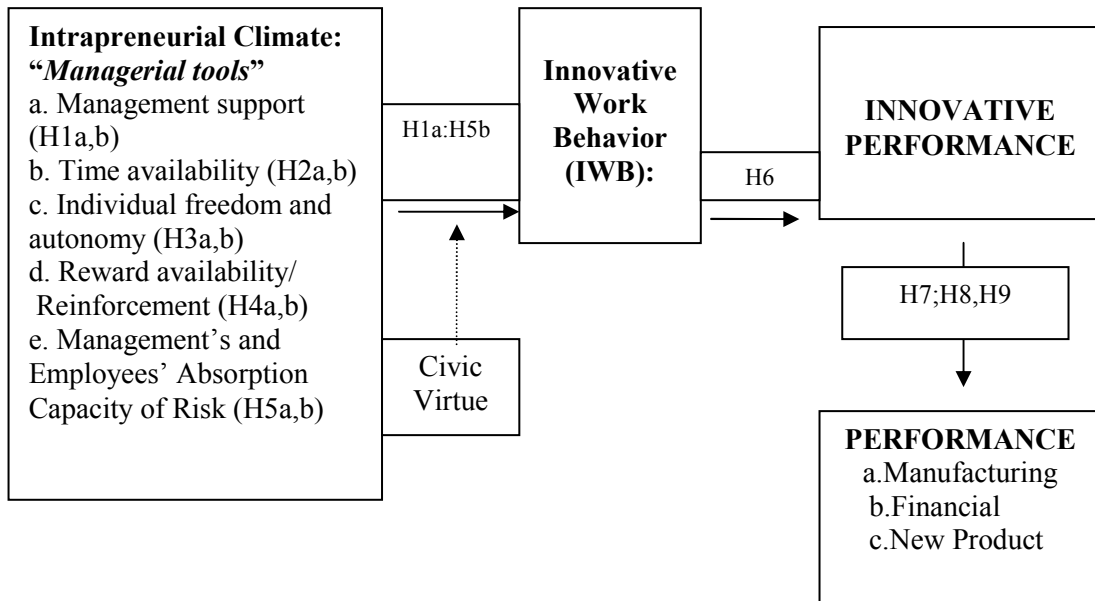 Intrapreneurial Climate:
“Managerial tools”
a. Management support
(H1a,b)
b. Time availability (H2a,b)
c. Individual freedom and
autonomy (H3a,b)
d. Reward availability/
Reinforcement (H4a,b)
e. Management’s and
Employees’ Absorption
Capacity of Risk (H5a,b)
H1a:H5b
Civic
Virtue
Innovative
Work
Behavior
(IWB):
H6
INNOVATIVE
PERFORMANCE
H7;H8,H9
PERFORMANCE
a.Manufacturing
b.Financial
c.New Product